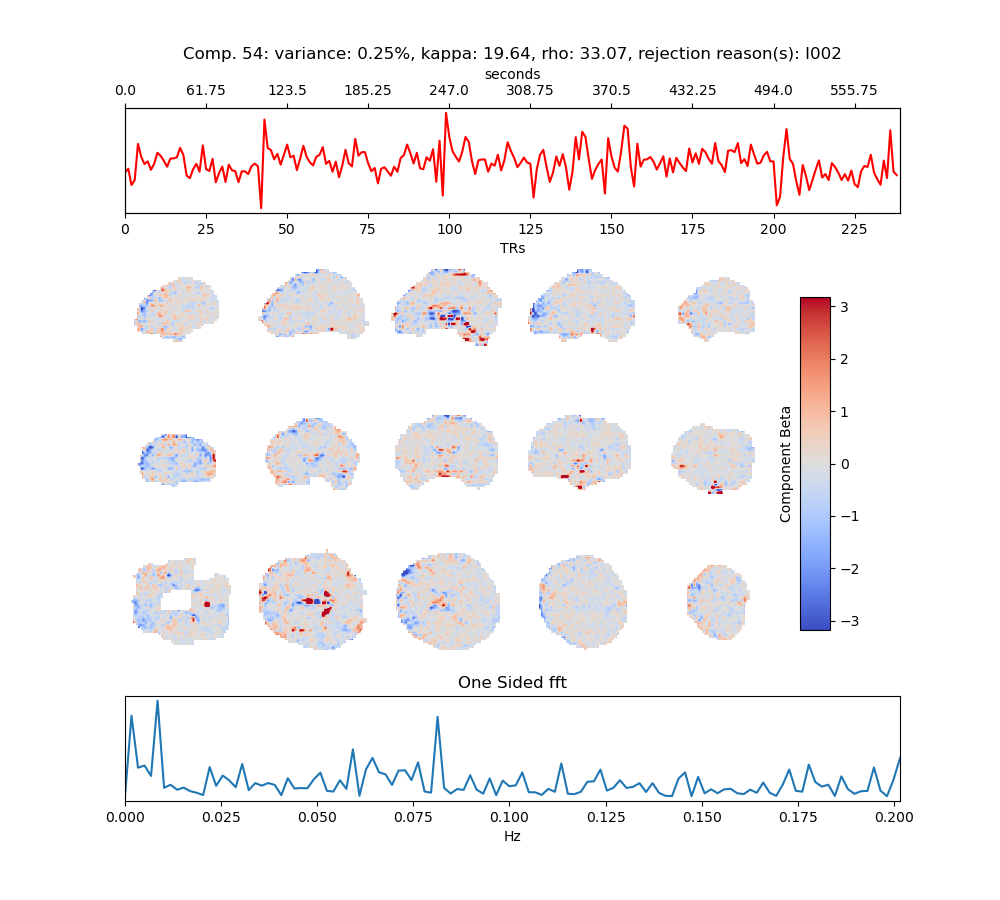 Comp. 54: variance: 0.25%, kappa: 19.64, rho: 33.07, rejection reason(s): I002
seconds
0.0 61.75 123.5 185.25 247.0 308.75 370.5 432.25 494.0 555.75
0 25 50 75 100 125 150 175 200 225
TRs
3
2
1
0
−1
−2
−3
Component Beta
One Sided fft
0.000 0.025 0.050 0.075 0.100 0.125 0.150 0.175 0.200
Hz